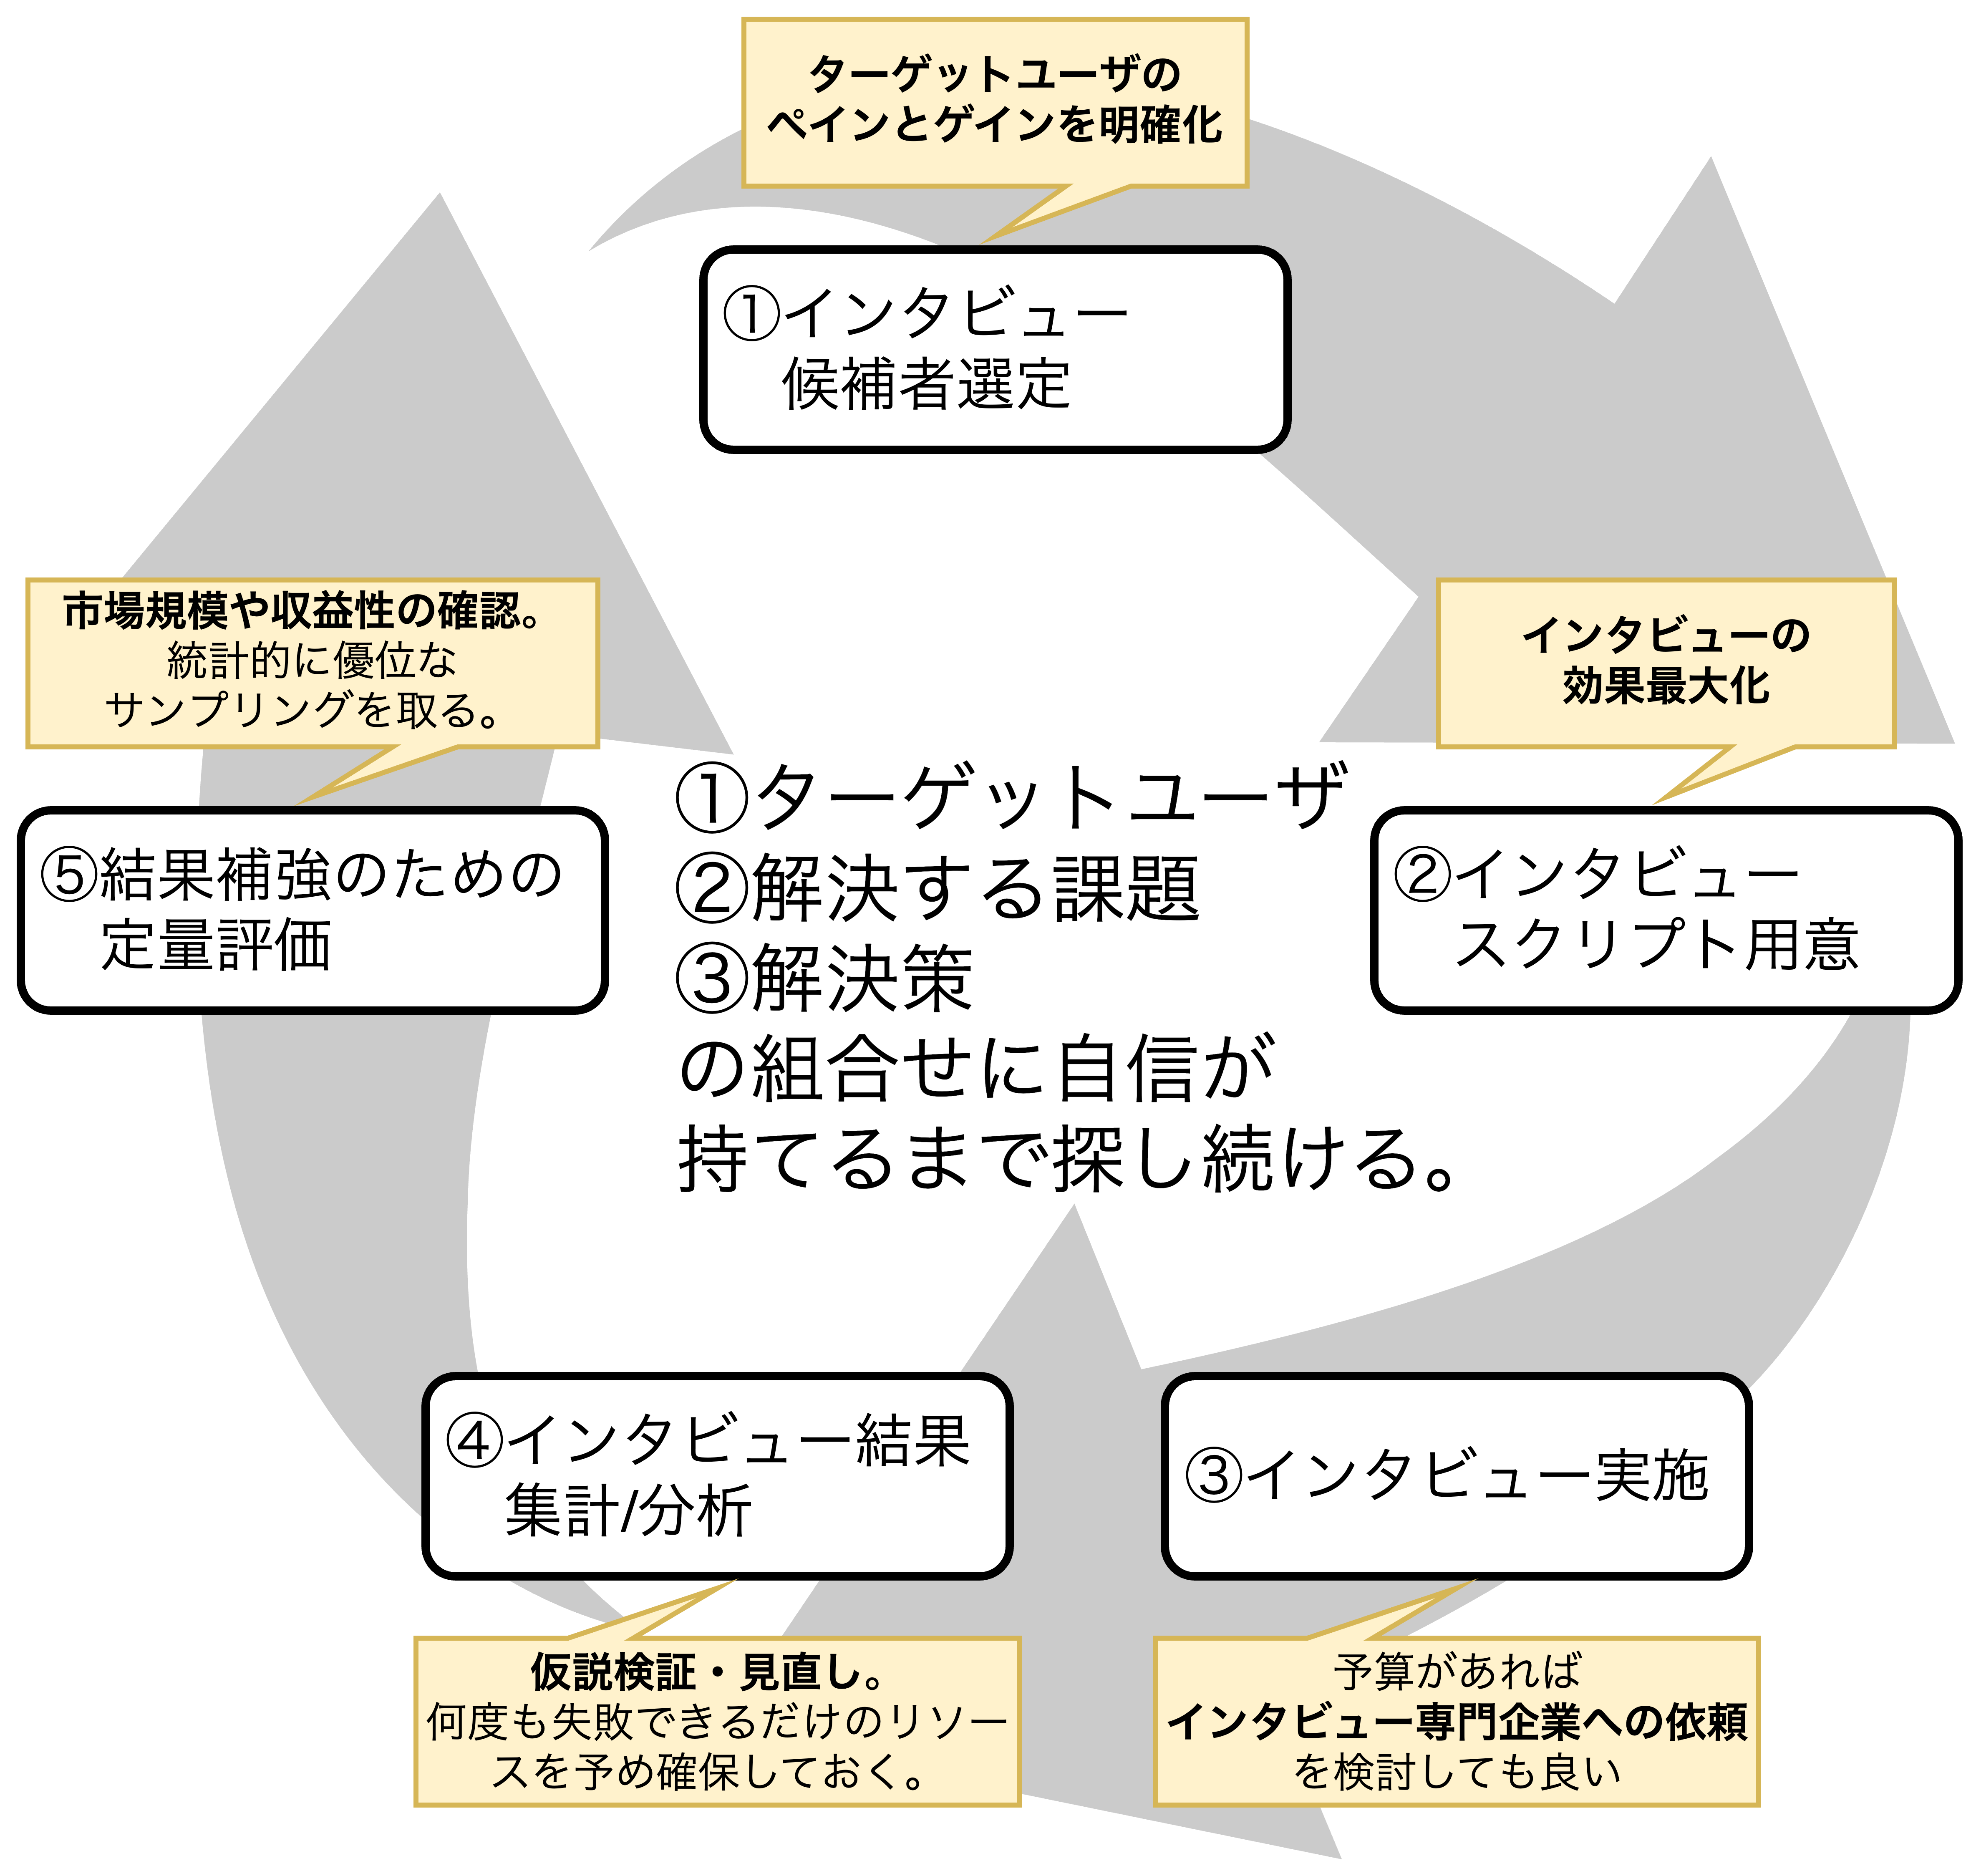 ターゲットユーザの
ペインとゲインを明確化
①インタビュー
候補者選定
市場規模や収益性の確認。
統計的に優位な
サンプリングを取る。
インタビューの
効果最大化
⑤結果補強のための
定量評価
①ターゲットユーザ
②解決する課題
③解決策
の組合せに自信が
持てるまで探し続ける。
②インタビュー
スクリプト用意
④インタビュー結果
集計/分析
③インタビュー実施
仮説検証・見直し。
何度も失敗できるだけのリソー
スを予め確保しておく。
予算があれば
インタビュー専門企業への依頼
を検討しても良い